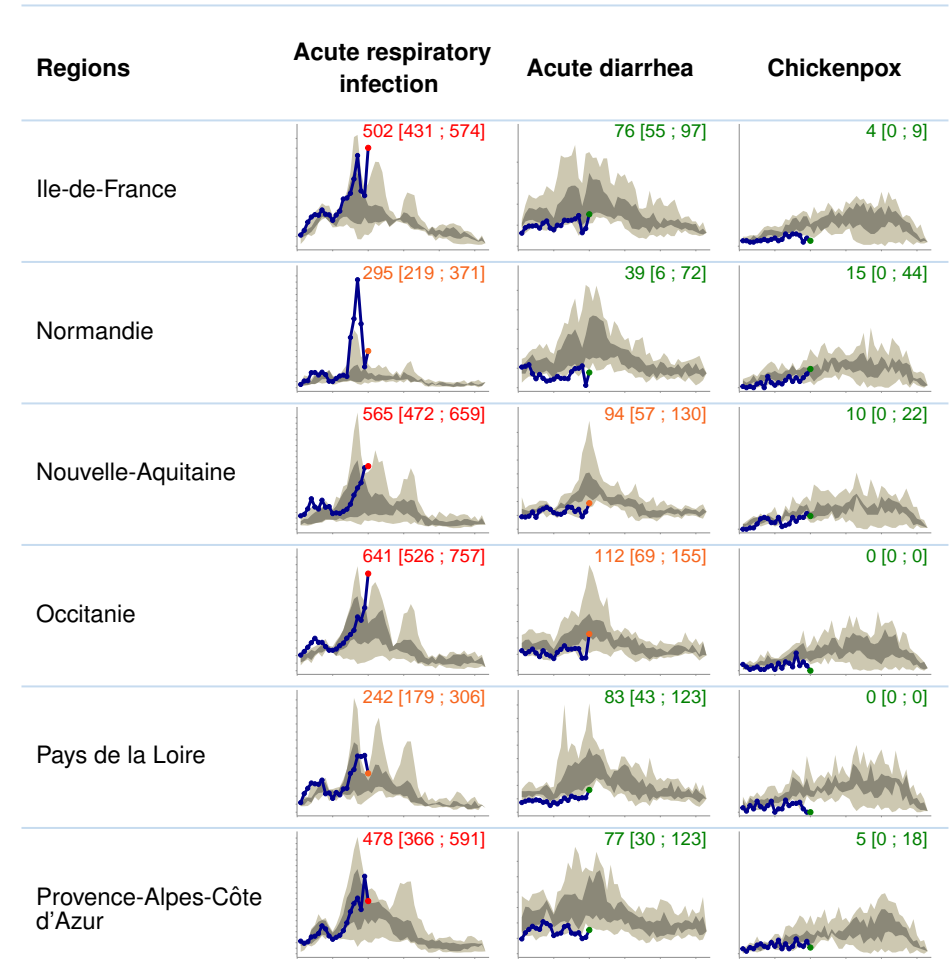 Regions
Acute respiratory
infection
Acute diarrhea
Chickenpox
Ile-de-France
502 [431 ; 574]
76 [55 ; 97]
4 [0 ; 9]
Normandie
295 [219 ; 371]
39 [6 ; 72]
15 [0 ; 44]
Nouvelle-Aquitaine
565 [472 ; 659]
94 [57 ; 130]
10 [0 ; 22]
Occitanie
641 [526 ; 757]
112 [69 ; 155]
0 [0 ; 0]
Pays de la Loire
242 [179 ; 306]
83 [43 ; 123]
0 [0 ; 0]
Provence-Alpes-Côte
d'Azur
478 [366 ; 591]
77 [30 ; 123]
5 [0 ; 18]